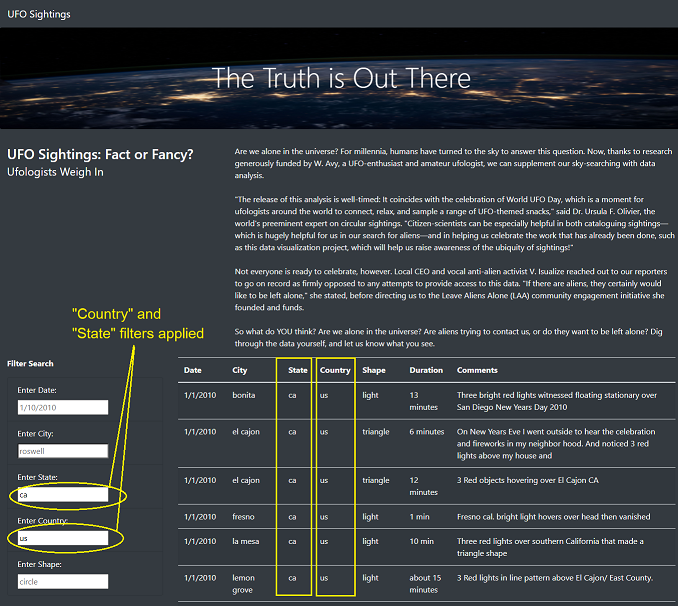 UFO Sightings
The Truth is Out There
UFO Sightings: Fact or Fancy?
Ufologists Weigh In
Are we alone in the universe? For millennia, humans have turned to the sky to answer this question. Now, thanks to research
generously funded by W. Avy, a UFO-enthusiast and amateur ufologist, we can supplement our sky-searching with data
analysis.
"The release of this analysis is well-timed: It coincides with the celebration of World UFO Day, which is a moment for
ufologists around the world to connect, relax, and sample a range of UFO-themed snacks," said Dr. Ursula F. Olivier, the
world's preeminent expert on circular sightings. "Citizen-scientists can be especially helpful in both cataloguing sightings—
which is hugely helpful for us in our search for aliens—and in helping us celebrate the work that has already been done, such
as this data visualization project, which will help us raise awareness of the ubiquity of sightings!"
Not everyone is ready to celebrate, however. Local CEO and vocal anti-alien activist V. Isualize reached out to our reporters
to go on record as firmly opposed to any attempts to provide access to this data. "If there are aliens, they certainly would
like to be left alone," she stated, before directing us to the Leave Aliens Alone (LAA) community engagement initiative she
founded and funds.
So what do YOU think? Are we alone in the universe? Are aliens trying to contact us, or do they want to be left alone? Dig
through the data yourself, and let us know what you see.
"Country" and
"State" filters applied
Filter Search
Enter Date:
1/10/2010
Enter City:
roswell
Enter State:
ca
Enter Country:
us
Enter Shape:
circle
Date City State Country Shape Duration Comments
1/1/2010 bonita ca us light 13 Three bright red lights witnessed floating stationary over
minutes San Diego New Years Day 2010
1/1/2010 el cajon ca us triangle 6 minutes On New Years Eve I went outside to hear the celebration
and fireworks in my neighbor hood. And noticed 3 red
lights above my house and
1/1/2010 el cajon ca us triangle 12 3 Red objects hovering over El Cajon CA
minutes
1/1/2010 fresno ca us light 1 min Fresno cal. bright light hovers over head then vanished
1/1/2010 la mesa ca us light 10 min Three red lights over southern California that made a
triangle shape
1/1/2010 lemon ca us light about 15 3 Red lights in line pattern above El Cajon/ East County.
grove minutes